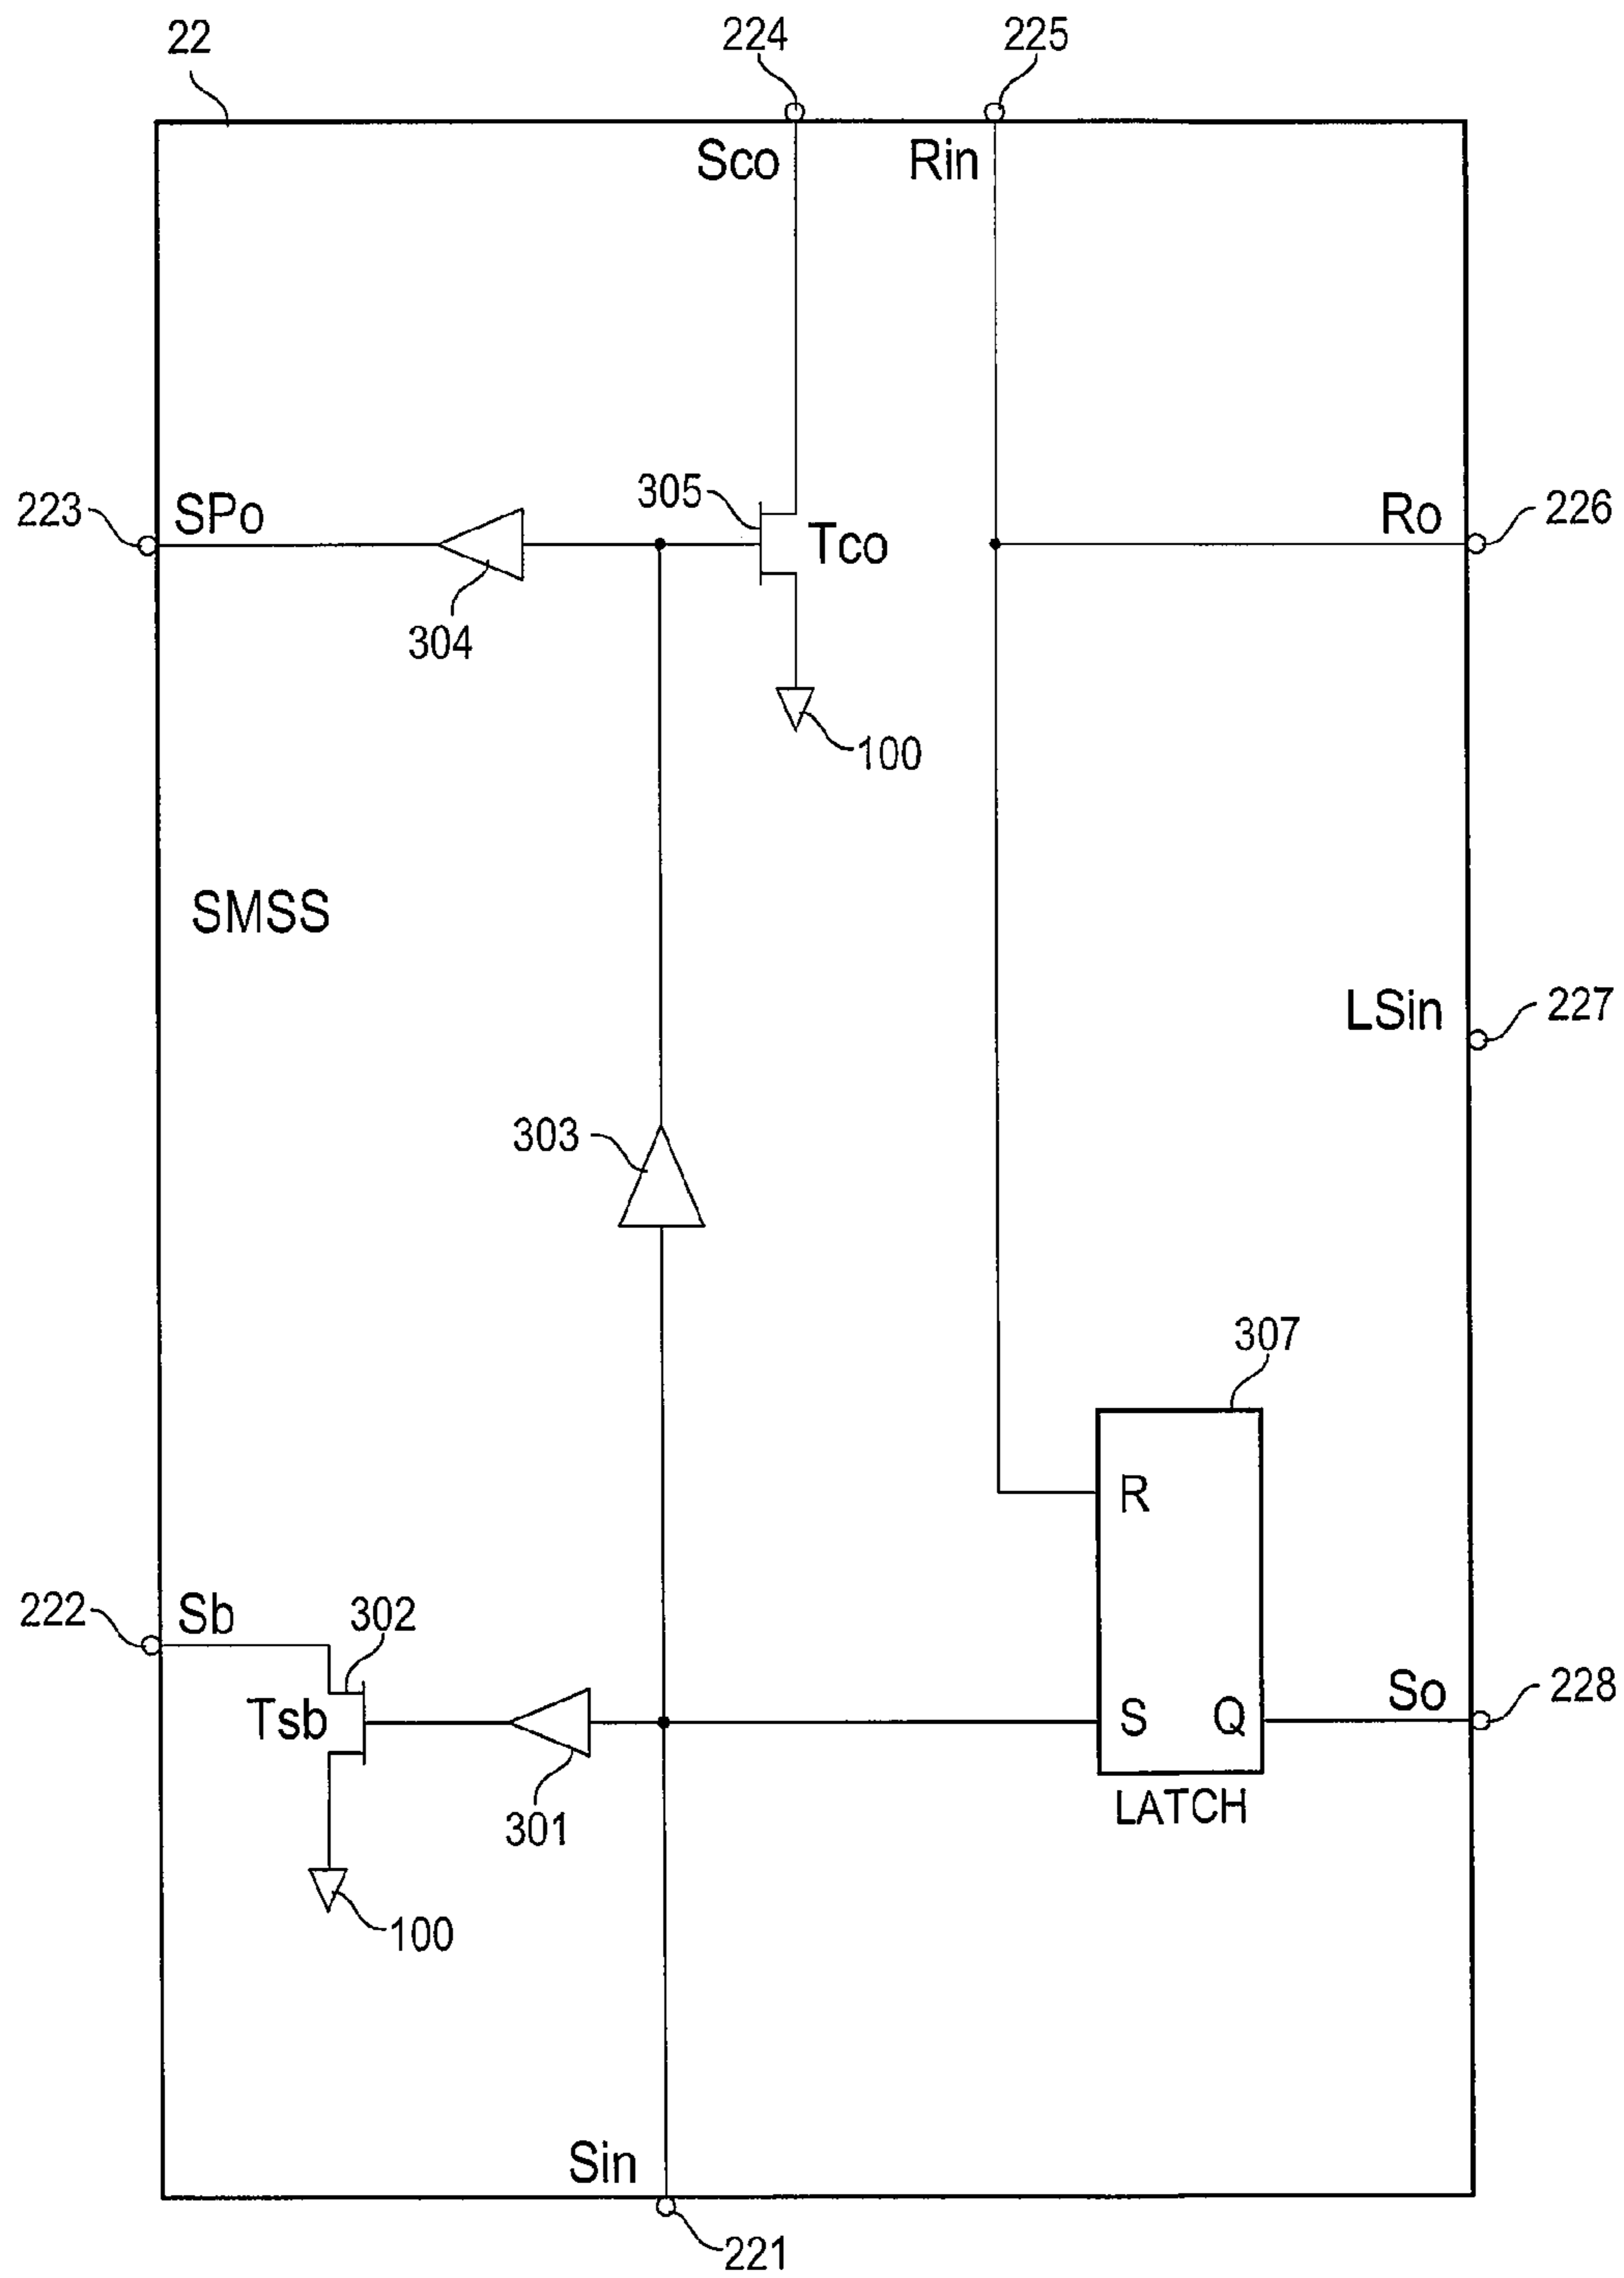 22
224
225
Sco
Rin
223
SPo
305
Tco
Ro
226
304
100
SMSS
LSin
227
303
307
R
222
Sb
302
Tsb
S
Q
So
228
301
LATCH
100
Sin
221